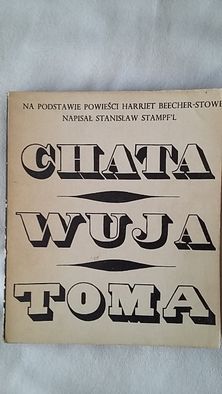 NA PODSTAWIE POWIEŚCI HARRIET BEECHER-STOWE
NAPISAŁ STANISŁAW STAMPF'L
CHATA
WUJA
TOMA